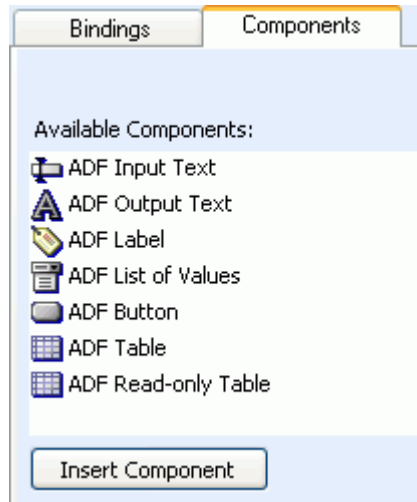 Bindings Components
Available Components:
ADF Input Text
ADF Output Text
ADF Label
ADF List of Values
ADF Button
ADF Table
ADF Read-only Table
Insert Component